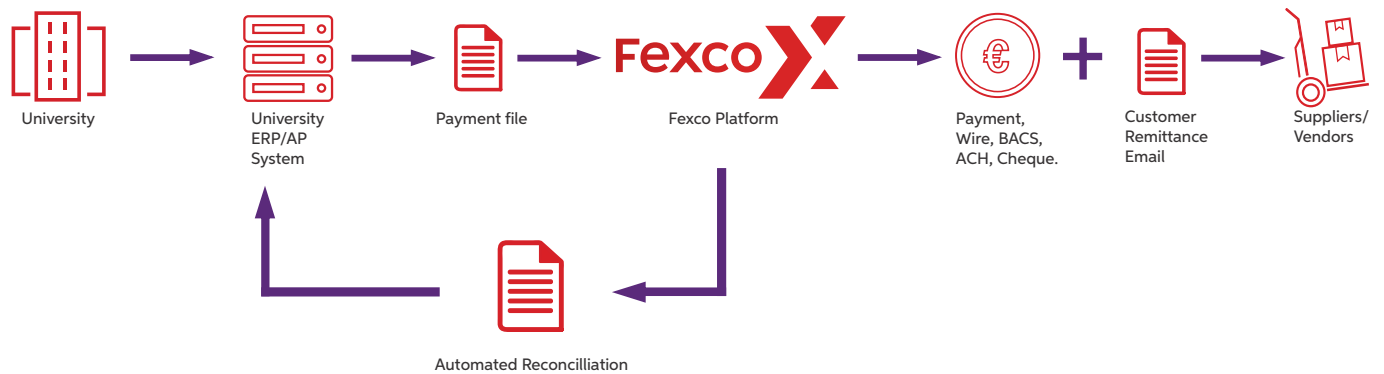 Fexco
€
University
University
ERP/AP
System
Payment file
Fexco Platform
Payment,
Wire, BACS,
ACH, Cheque.
Customer
Remittance
Email
Suppliers/
Vendors
Automated Reconcilliation